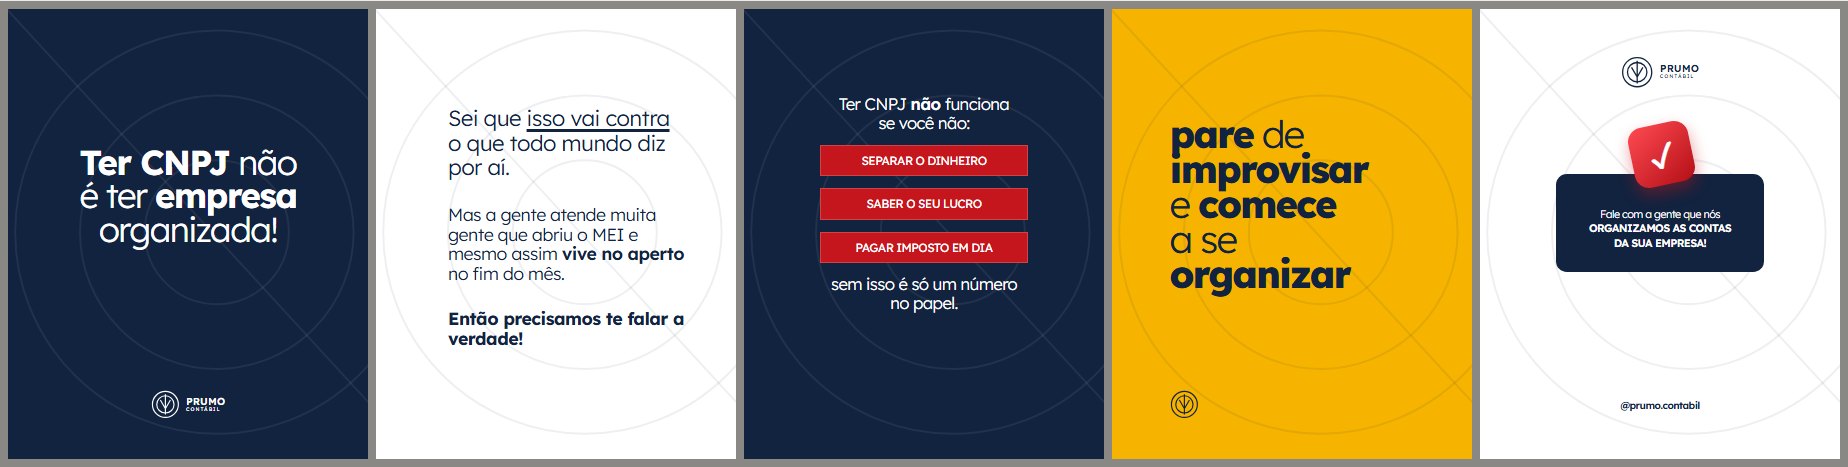 Ter CNPJ não
é ter empresa
organizada!
PRUMO
CONTÁBIL
Sei que isso vai contra
o que todo mundo diz
por aí.
Mas a gente atende muita
gente que abriu o MEI e
mesmo assim vive no aperto
no fim do mês.
Então precisamos te falar a
verdade!
Ter CNPJ não funciona
se você não:
SEPARAR O DINHEIRO
SABER O SEU LUCRO
PAGAR IMPOSTO EM DIA
sem isso é só um número
no papel.
pare de
improvisar
e comece
a se
organizar
PRUMO
CONTÁBIL
Fale com a gente que nós
ORGANIZAMOS AS CONTAS
DA SUA EMPRESA!
@prumo.contabil